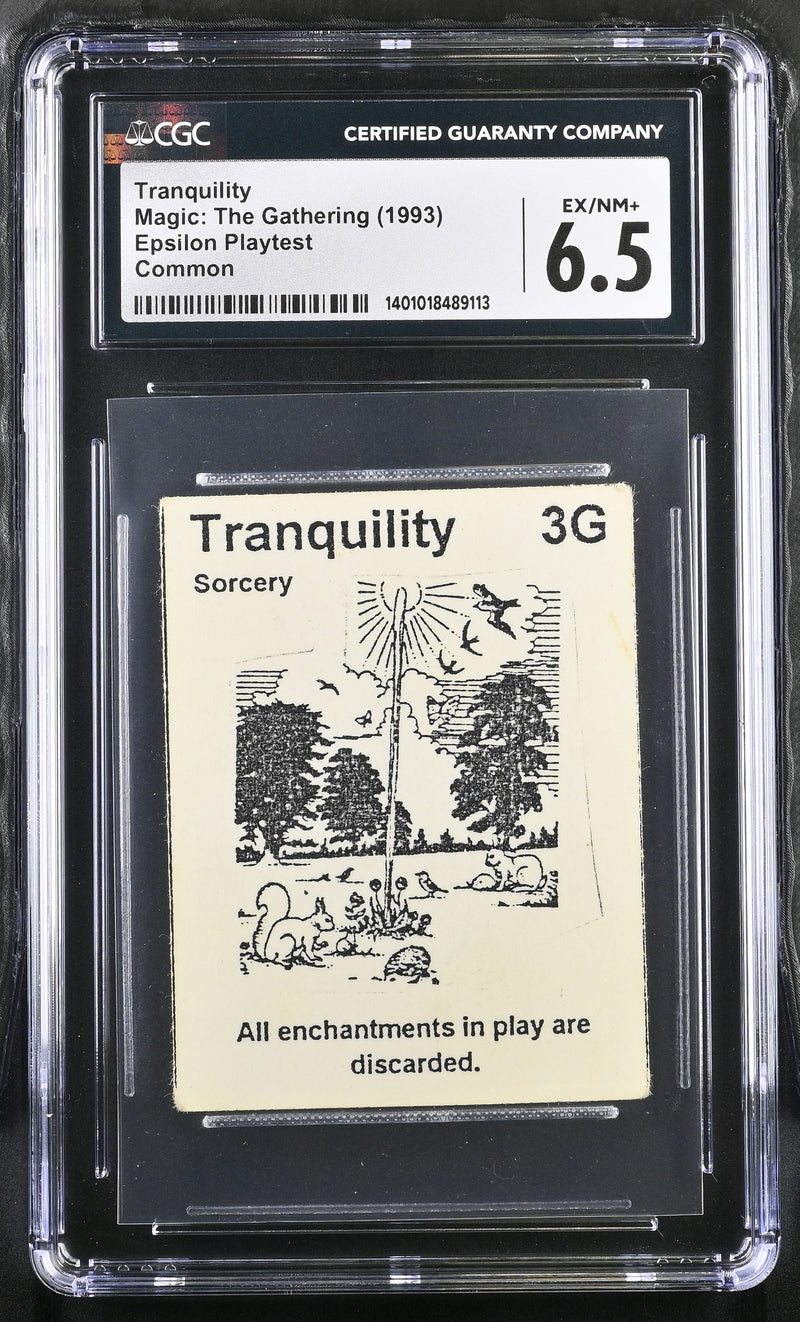 CGC
CERTIFIED GUARANTY COMPANY
Tranquility
Magic: The Gathering (1993)
Epsilon Playtest
Common
EX/NM+
6.5
1401018489113
Tranquility 3G
Sorcery
All enchantments in play are
discarded.